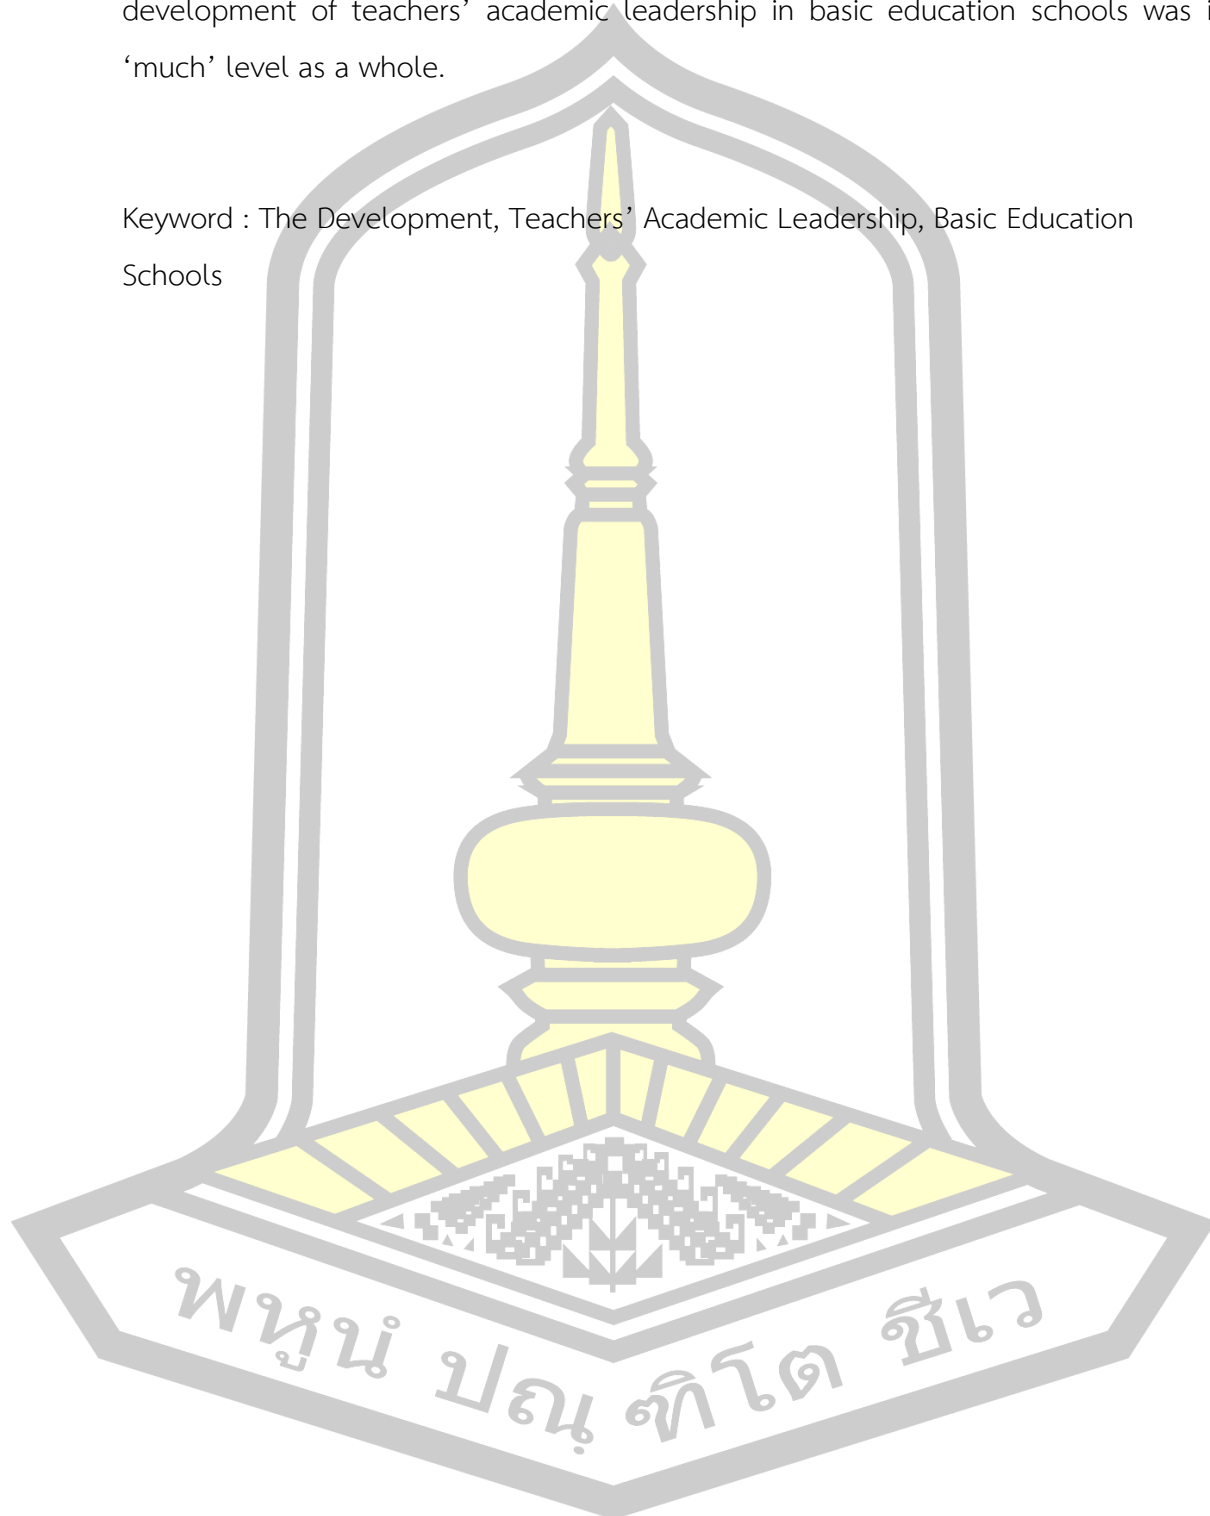 development of teachers’ academic leadership in basic education schools was
‘much’ level as a whole.
Keyword : The Development, Teachers’ Academic Leadership, Basic Education
Schools
พหูนํ ปณฺฑิโต ชีเว